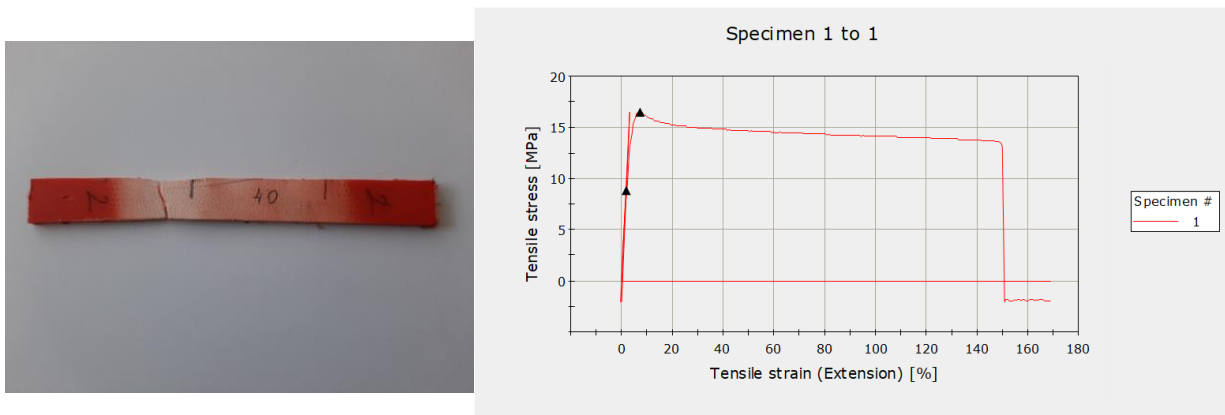 2 40 2
Specimen 1 to 1
Tensile stress [MPa]
20
15
10
5
0
0 20 40 60 80 100 120 140 160 180
Tensile strain (Extension) [%]
Specimen #
1